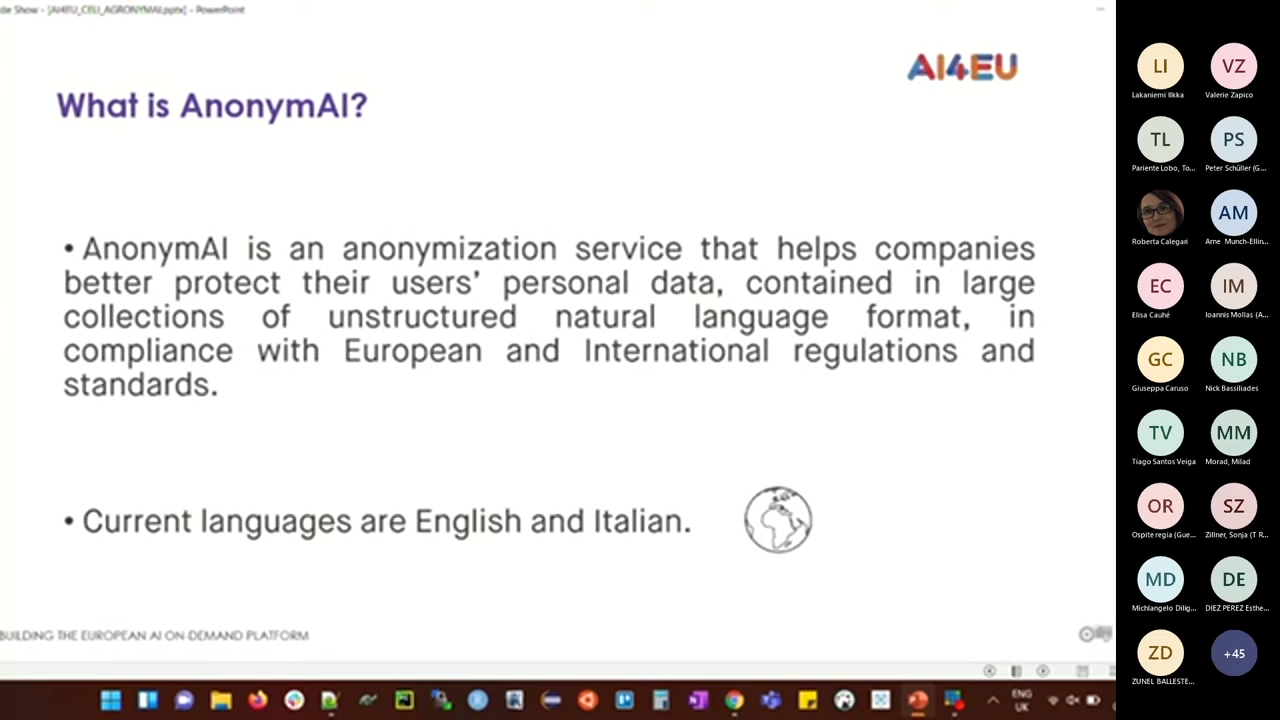 de Show - [AI4EU_CELI_AGRONYMAI.pptx] - PowerPoint
AI4EU
What is AnonymAI?
• AnonymAI is an anonymization service that helps companies
better protect their users’ personal data, contained in large
collections of unstructured natural language format, in
compliance with European and International regulations and
standards.
• Current languages are English and Italian.
BUILDING THE EUROPEAN AI ON-DEMAND PLATFORM
ENG
UK
LI
Lakaniemi Ilkka
VZ
Valerie Zapico
TL
Pariente Lobo, To...
PS
Peter Schüller (G...
Roberta Calegari
AM
Arne Munch-Ellin...
EC
Elisa Cauhé
IM
Ioannis Mollas (A...
GC
Giuseppa Caruso
NB
Nick Bassiliades
TV
Tiago Santos Veiga
MM
Morad, Milad
OR
Ospite regia (Gue...
SZ
Zillner, Sonja (T R...
MD
Michlangelo Dilig...
DE
DIEZ PEREZ Esthe...
ZD
ZUNEL BALLESTE...
+45